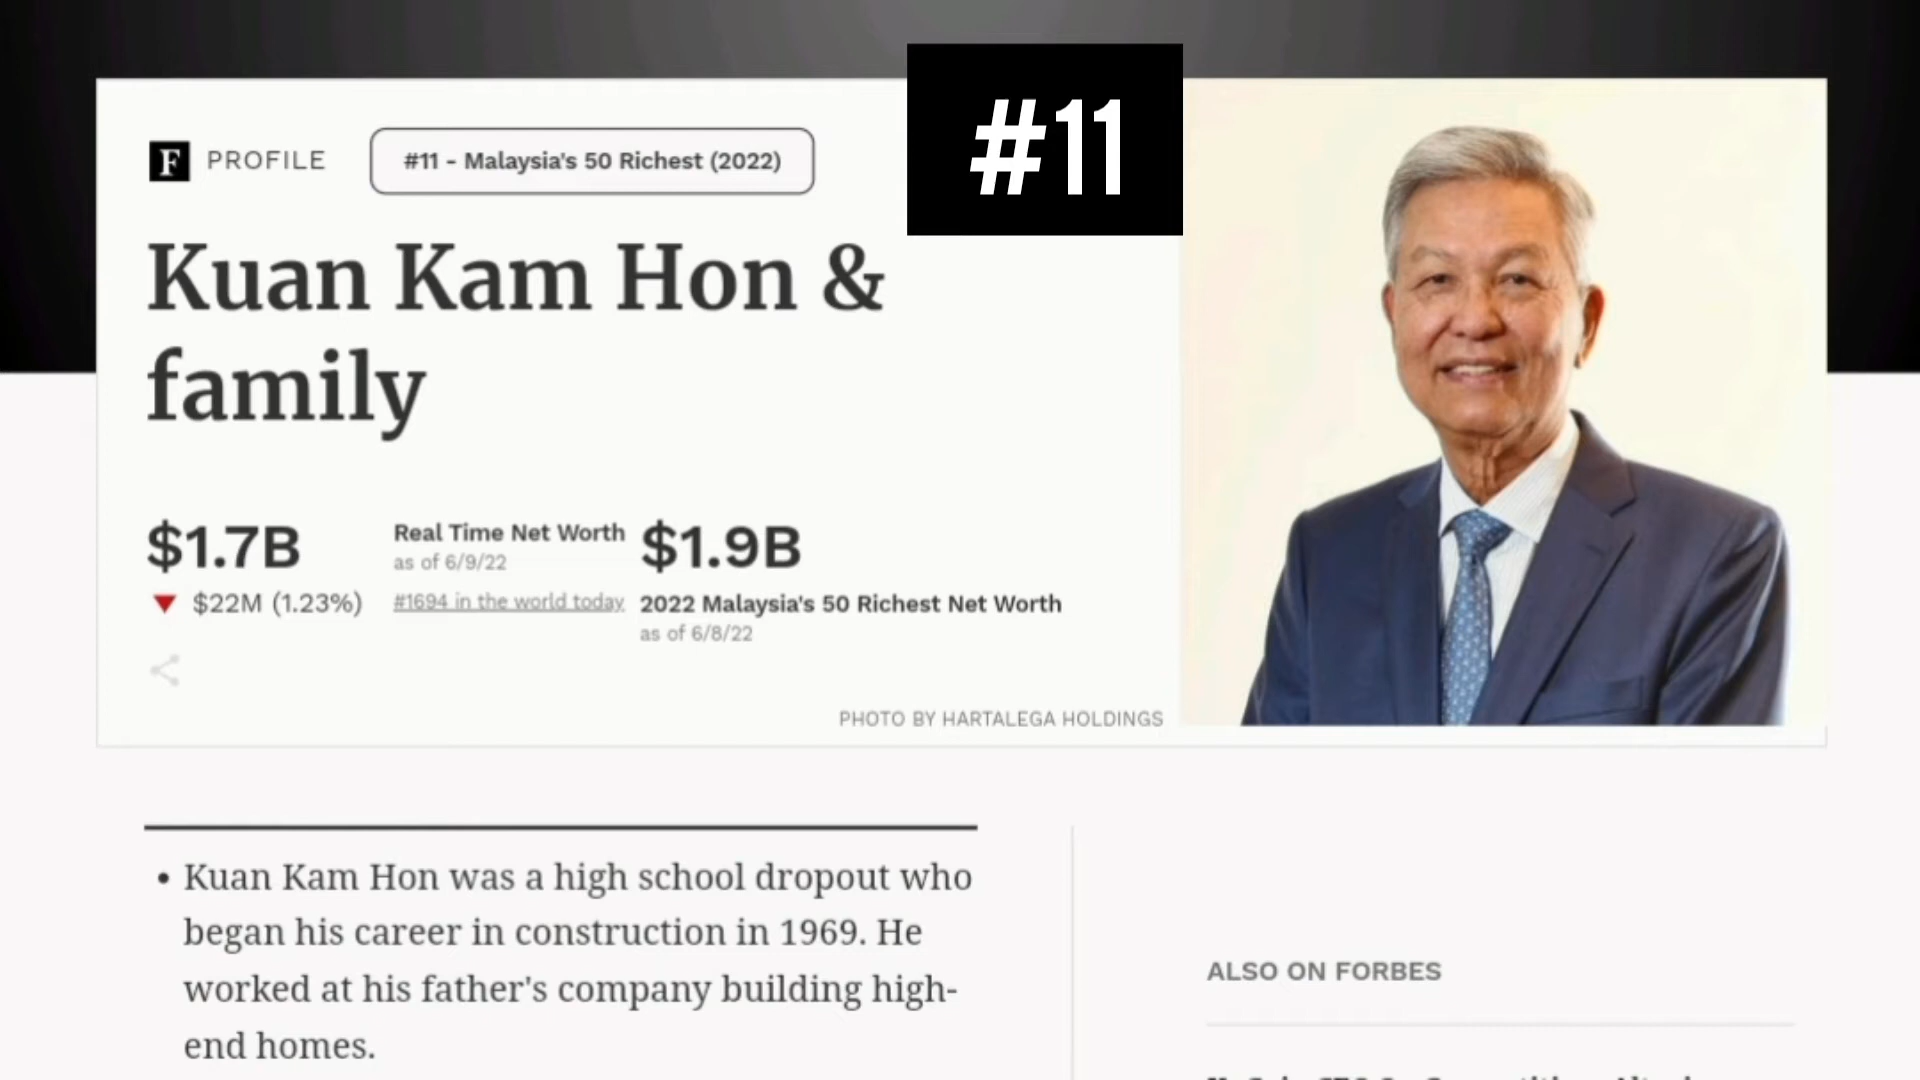 #11
F PROFILE
#11 - Malaysia's 50 Richest (2022)
Kuan Kam Hon &
family
$1.7B
$22M (1.23%)
Real Time Net Worth
as of 6/9/22
#1694 in the world today
$1.9B
2022 Malaysia's 50 Richest Net Worth
as of 6/8/22
PHOTO BY HARTALEGA HOLDINGS
• Kuan Kam Hon was a high school dropout who
began his career in construction in 1969. He
worked at his father's company building high-
end homes.
ALSO ON FORBES